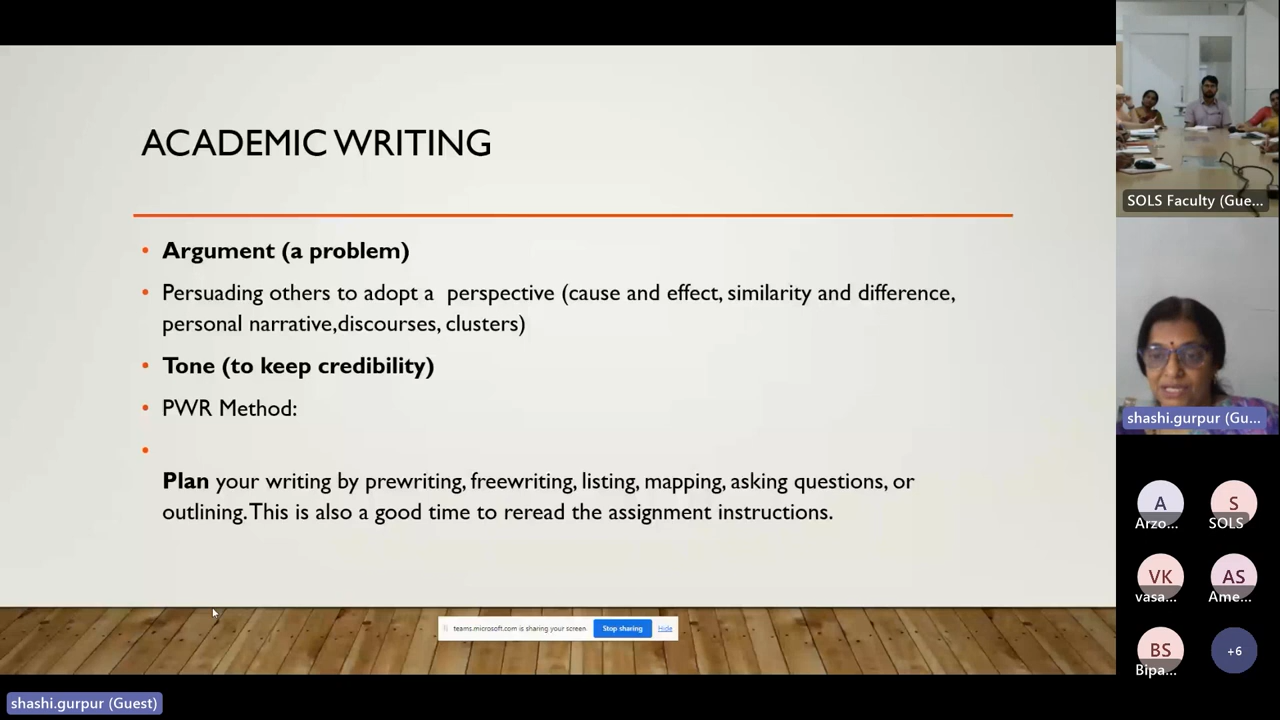 ACADEMIC WRITING
• Argument (a problem)
• Persuading others to adopt a perspective (cause and effect, similarity and difference,
personal narrative,discourses, clusters)
• Tone (to keep credibility)
• PWR Method:
•
Plan your writing by prewriting, freewriting, listing, mapping, asking questions, or
outlining.This is also a good time to reread the assignment instructions.
teams.microsoft.com is sharing your screen. Stop sharing Hide
shashi.gurpur (Guest)
SOLS Faculty (Gue...
shashi.gurpur (Gu...
A S
Arzo... SOLS
VK AS
vasa... Ame...
BS +6
Bipa...